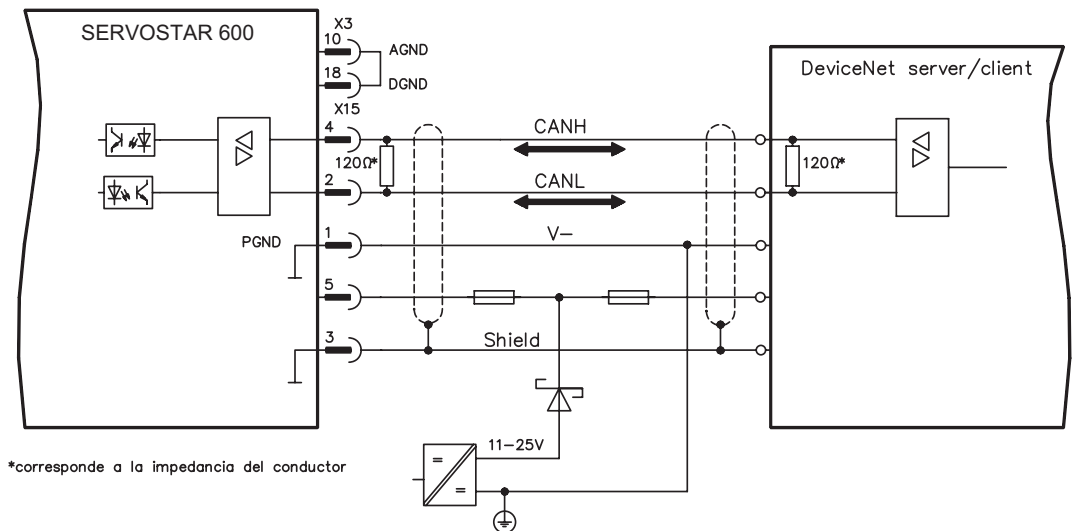 SERVOSTAR 600
X3
10
AGND
18
DGND
X15
DeviceNet server/client
4
CANH
120Ω*
120Ω*
2
CANL
PGND
1
V-
5
3
Shield
11-25V
=
=
*corresponde a la impedancia del conductor